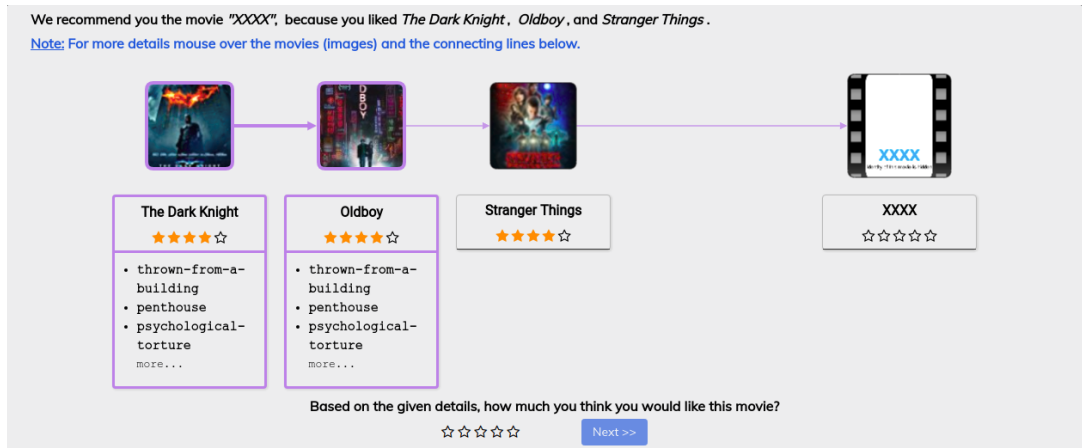 We recommend you the movie "XXXX", because you liked The Dark Knight, Oldboy, and Stranger Things.
Note: For more details mouse over the movies (images) and the connecting lines below.
THE DARK KNIGHT
XXXX
The Dark Knight
Oldboy
Stranger Things
XXXX
thrown-from-a-
building
penthouse
psychological-
torture
more...
thrown-from-a-
building
penthouse
psychological-
torture
more...
Based on the given details, how much you think you would like this movie?
Next >>